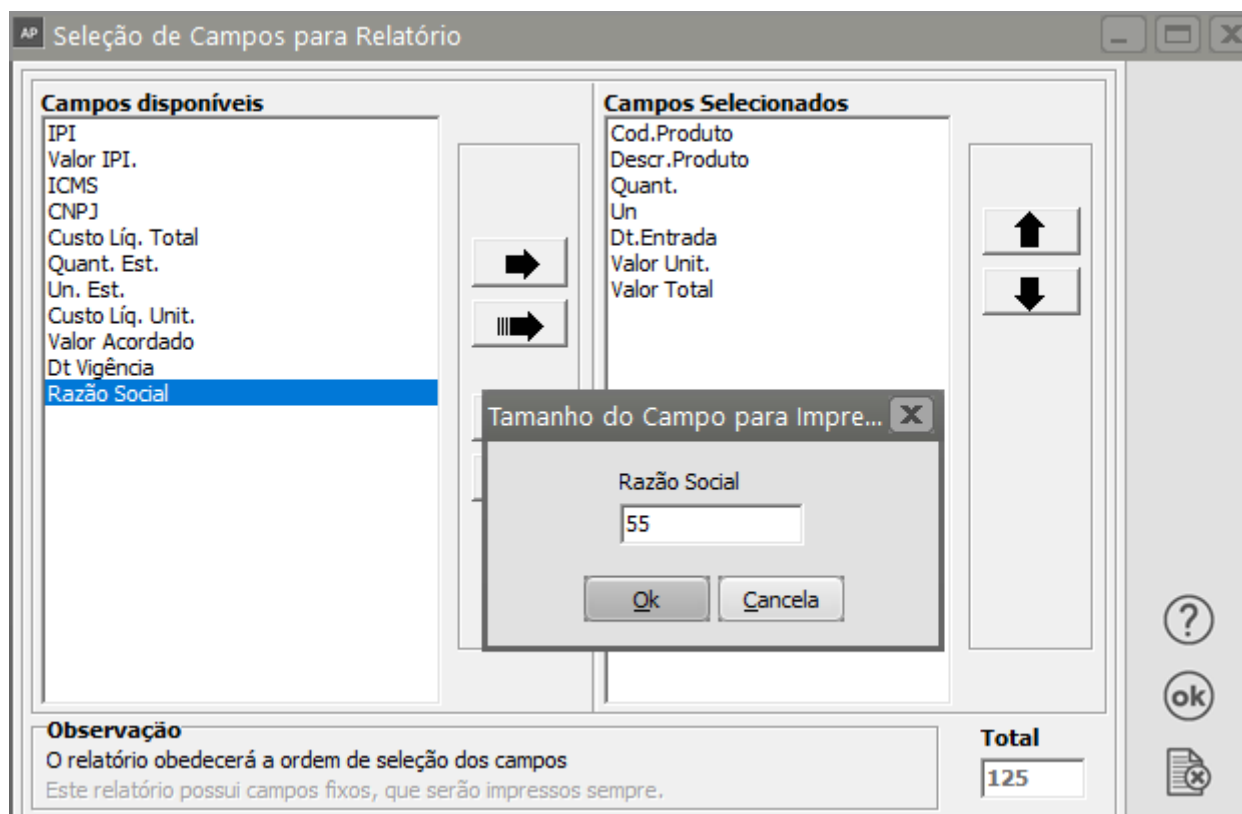 AP Seleção de Campos para Relatório
Campos disponíveis
IPI
Valor IPI.
ICMS
CNPJ
Custo Líq. Total
Quant. Est.
Un. Est.
Custo Líq. Unit.
Valor Acordado
Dt Vigência
Razão Social
Campos Selecionados
Cod.Produto
Descr.Produto
Quant.
Un
Dt.Entrada
Valor Unit.
Valor Total
Tamanho do Campo para Impre...
Razão Social
55
Ok
Cancela
?
ok
Observação
O relatório obedecerá a ordem de seleção dos campos
Este relatório possui campos fixos, que serão impressos sempre.
Total
125